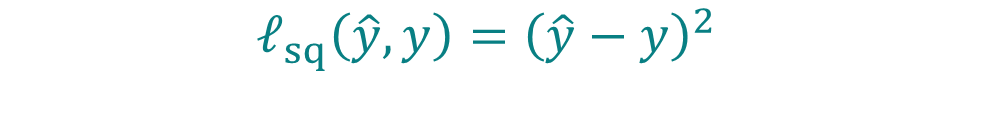 ℓ_sq(ŷ, y) = (ŷ − y)²